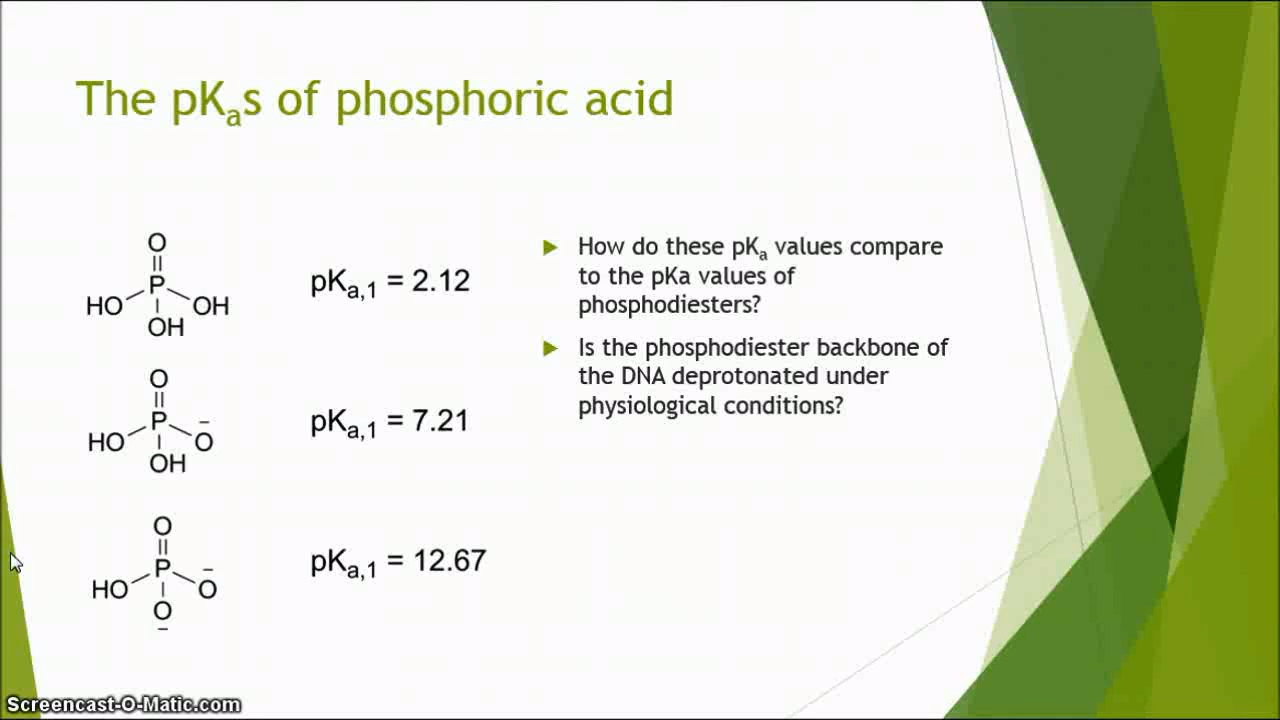 The pKas of phosphoric acid
O
P
HO
OH
OH
pKa,1 = 2.12
O
P
HO
O
−
OH
pKa,1 = 7.21
O
P
HO
O
−
O
−
pKa,1 = 12.67
How do these pKa values compare
to the pKa values of
phosphodiesters?
Is the phosphodiester backbone of
the DNA deprotonated under
physiological conditions?
Screencast-O-Matic.com